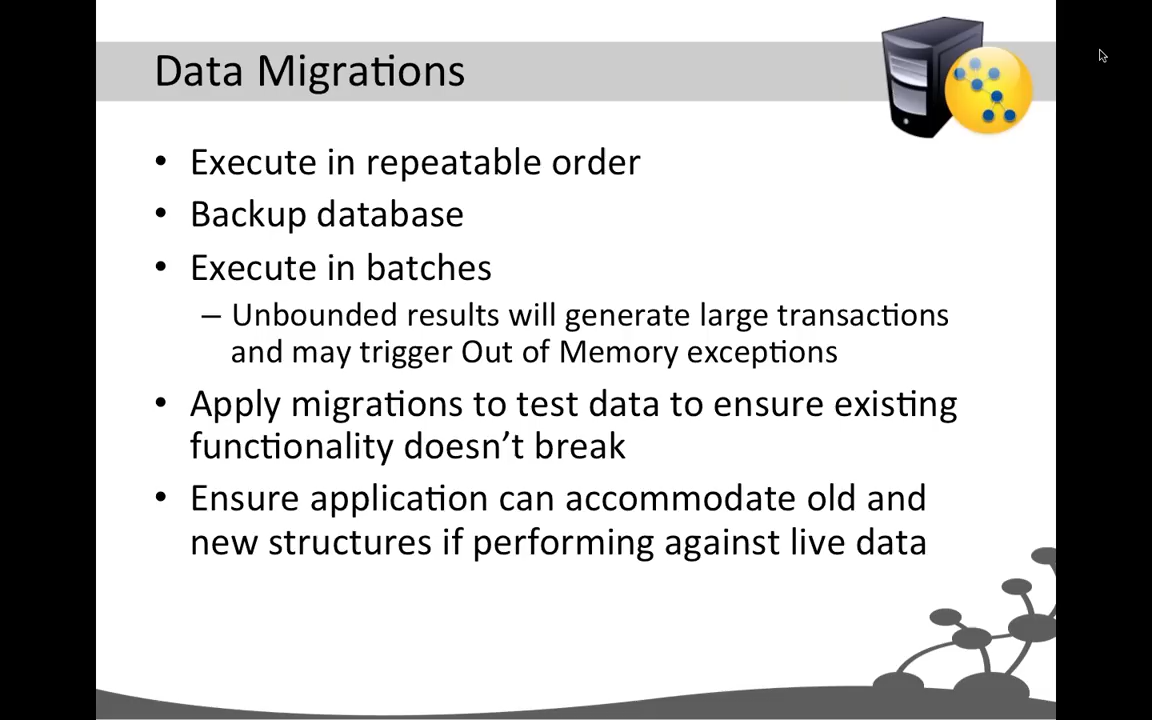 Data Migrations
• Execute in repeatable order
• Backup database
• Execute in batches
– Unbounded results will generate large transactions
and may trigger Out of Memory exceptions
• Apply migrations to test data to ensure existing
functionality doesn’t break
• Ensure application can accommodate old and
new structures if performing against live data